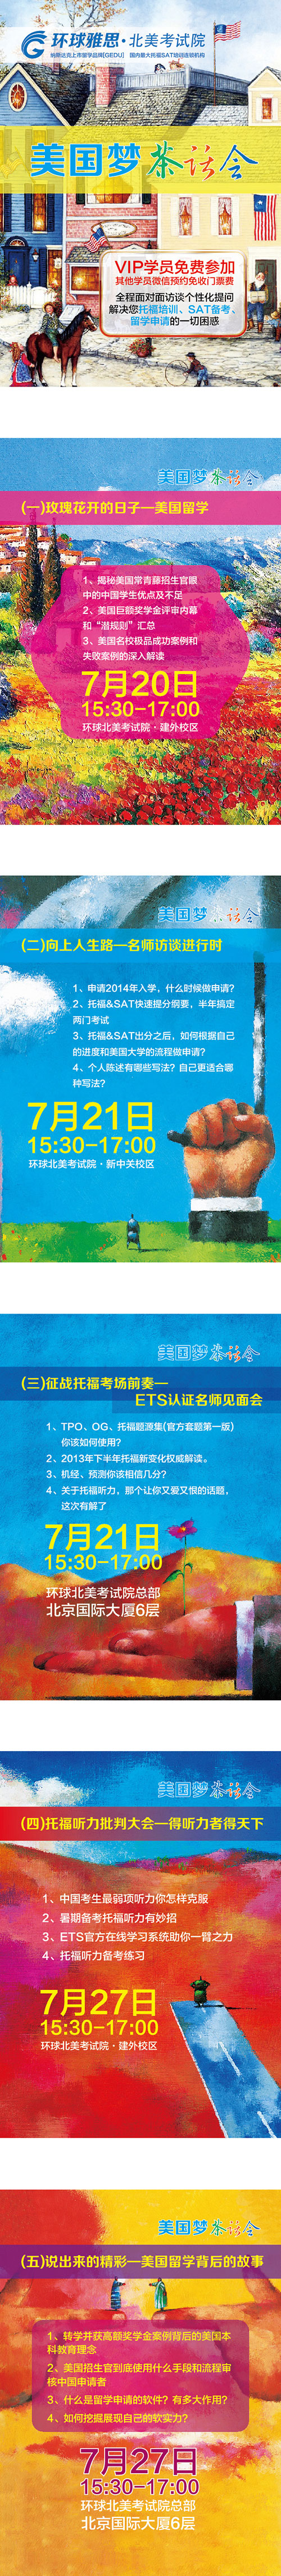 环球雅思·北美考试院
纳斯达克上市留学品牌[GEDU] 国内最大托福SAT培训连锁机构
美国梦茶话会
VIP学员免费参加
其他学员微信预约免收门票费
全程面对面访谈个性化提问
解决您托福培训、SAT备考、
留学申请的一切困惑
美国梦茶话会
(一)玫瑰花开的日子—美国留学
1、揭秘美国常青藤招生官眼
中的中国学生优点及不足
2、美国巨额奖学金评审内幕
和“潜规则”汇总
3、美国名校极品成功案例和
失败案例的深入解读
7月20日
15:30-17:00
环球北美考试院·建外校区
美国梦茶话会
(二)向上人生路—名师访谈进行时
1、申请2014年入学，什么时候做申请?
2、托福&SAT快速提分纲要，半年搞定
两门考试
3、托福&SAT出分之后，如何根据自己
的进度和美国大学的流程做申请?
4、个人陈述有哪些写法？自己更适合哪
种写法?
7月21日
15:30-17:00
环球北美考试院·新中关校区
美国梦茶话会
(三)征战托福考场前奏—
ETS认证名师见面会
1、TPO、OG、托福题源集(官方套题第一版)
你该如何使用?
2、2013年下半年托福新变化权威解读。
3、机经、预测你该相信几分?
4、关于托福听力，那个让你又爱又恨的话题，
这次有解了
7月21日
15:30-17:00
环球北美考试院总部
北京国际大厦6层
美国梦茶话会
(四)托福听力批判大会—得听力者得天下
1、中国考生最弱项听力你怎样克服
2、暑期备考托福听力有妙招
3、ETS官方在线学习系统助你一臂之力
4、托福听力备考练习
7月27日
15:30-17:00
环球北美考试院·建外校区
美国梦茶话会
(五)说出来的精彩—美国留学背后的故事
1、转学并获高额奖学金案例背后的美国本
科教育理念
2、美国招生官到底使用什么手段和流程审
核中国申请者
3、什么是留学申请的软件？有多大作用?
4、如何挖掘展现自己的软实力?
7月27日
15:30-17:00
环球北美考试院总部
北京国际大厦6层